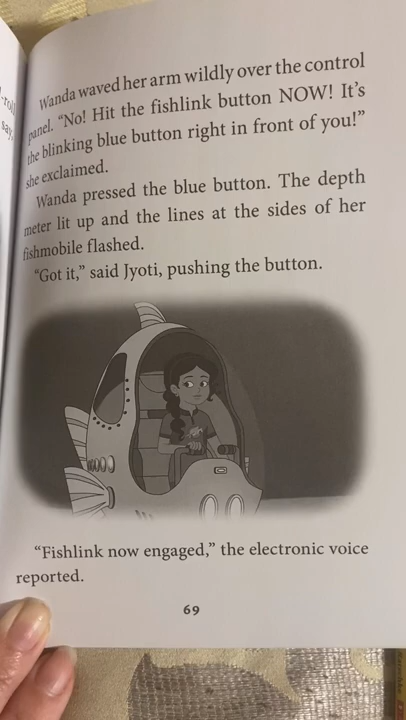 -roll
say
Wanda waved her arm wildly over the control
panel. “No! Hit the fishlink button NOW! It’s
the blinking blue button right in front of you!”
she exclaimed.
Wanda pressed the blue button. The depth
meter lit up and the lines at the sides of her
fishmobile flashed.
“Got it,” said Jyoti, pushing the button.
“Fishlink now engaged,” the electronic voice
reported.
69